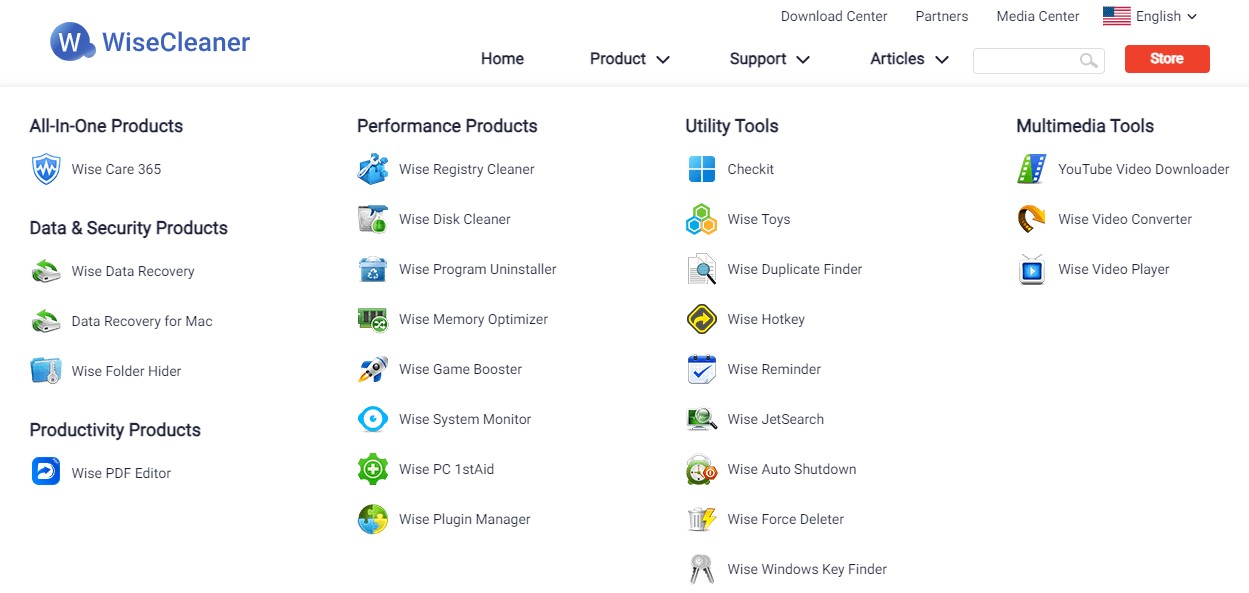 Download Center Partners Media Center English
W WiseCleaner
Home Product Support Articles Store
All-In-One Products
Wise Care 365
Data & Security Products
Wise Data Recovery
Data Recovery for Mac
Wise Folder Hider
Productivity Products
Wise PDF Editor
Performance Products
Wise Registry Cleaner
Wise Disk Cleaner
Wise Program Uninstaller
Wise Memory Optimizer
Wise Game Booster
Wise System Monitor
Wise PC 1stAid
Wise Plugin Manager
Utility Tools
Checkit
Wise Toys
Wise Duplicate Finder
Wise Hotkey
Wise Reminder
Wise JetSearch
Wise Auto Shutdown
Wise Force Deleter
Wise Windows Key Finder
Multimedia Tools
YouTube Video Downloader
Wise Video Converter
Wise Video Player